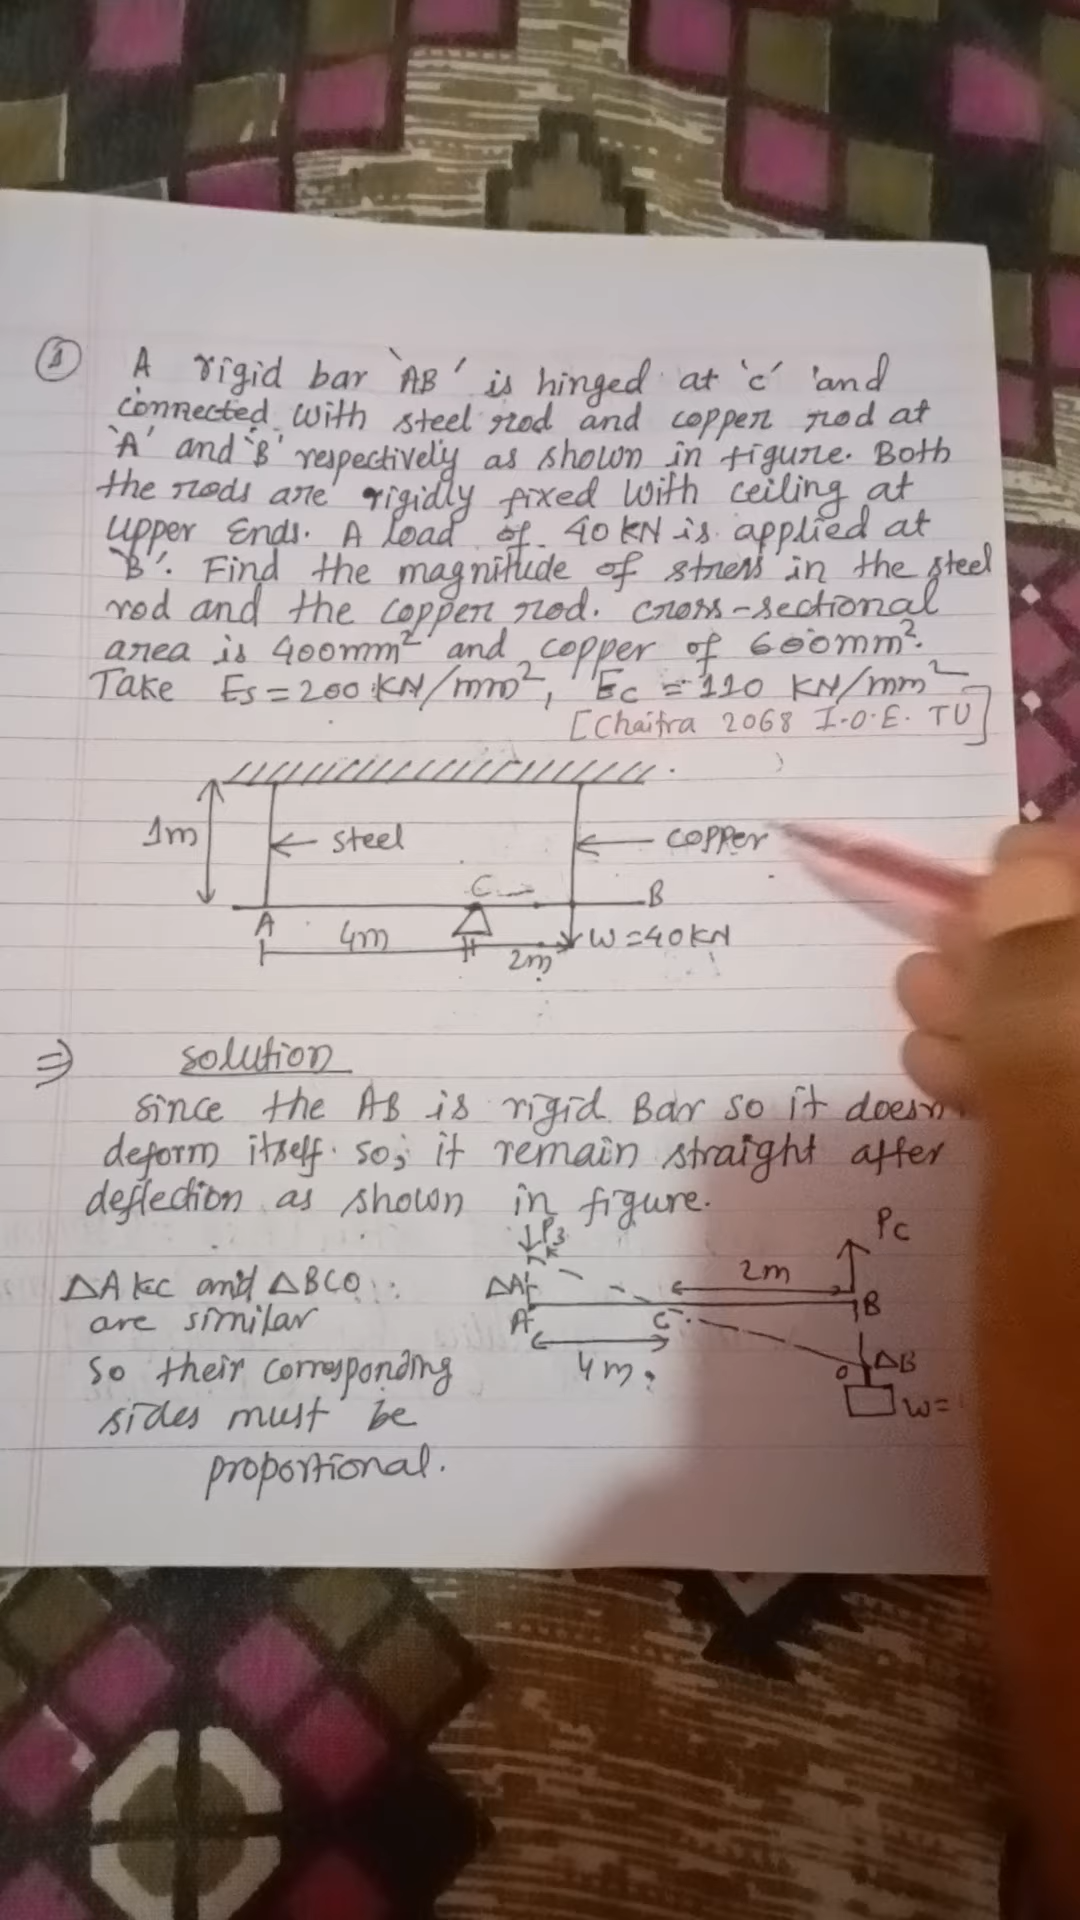 ① A rigid bar `AB' is hinged at 'c' 'and
connected with steel rod and copper rod at
`A' and `B' respectively as shown in figure. Both
the rods are rigidly fixed with ceiling at
upper Ends. A load of 40 KN is applied at
`B'. Find the magnitude of stress in the steel
rod and the copper rod. cross-sectional
area is 400mm² and copper of 600mm².
Take Es = 200 KN/mm², Ec = 110 KN/mm²
[Chaitra 2068 I.O.E. TU]
1m
steel
copper
C
B
A
4m
W=40KN
2m
⇒ solution
since the AB is rigid Bar so it doesn
deform itself. so; it remain straight after
deflection as shown in figure.
Pc
2m
ΔAKC and ΔBCO
ΔA
B
are similar
A
C
so their corresponding
4m
O
ΔB
sides must be
W=
proportional.